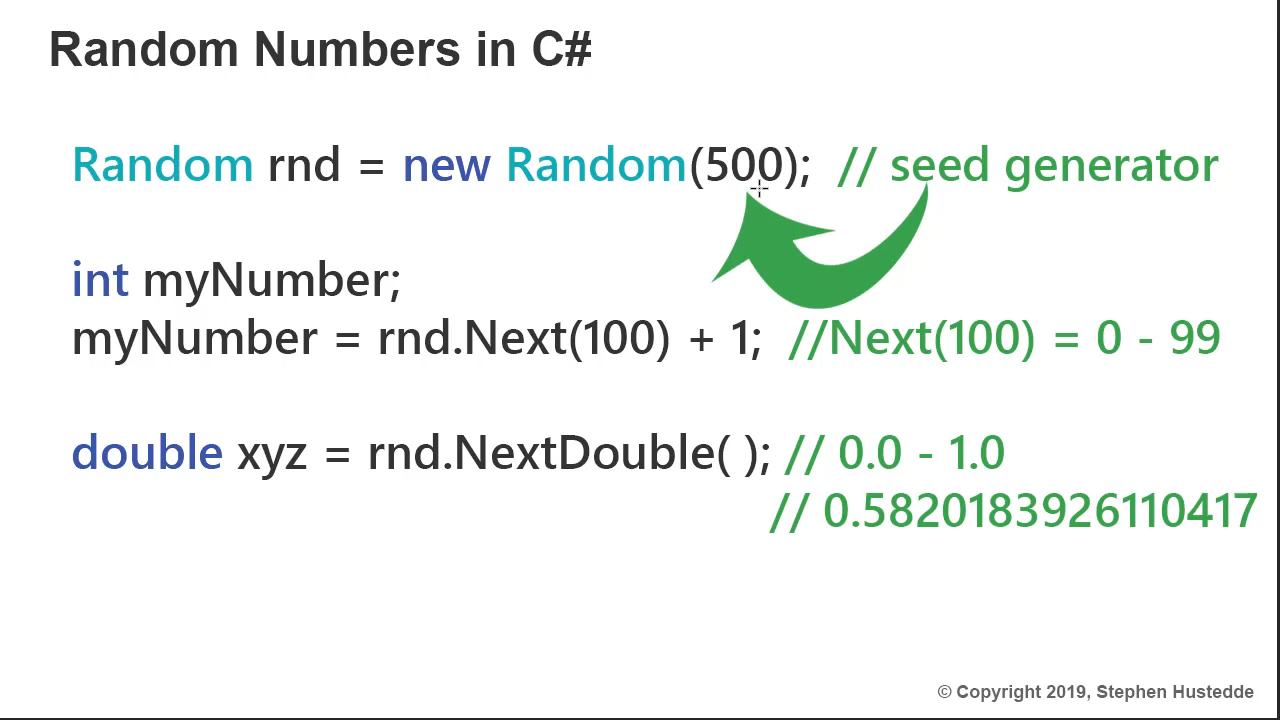 Random Numbers in C#
Random rnd = new Random(500); // seed generator
int myNumber;
myNumber = rnd.Next(100) + 1; //Next(100) = 0 - 99
double xyz = rnd.NextDouble( ); // 0.0 - 1.0
// 0.5820183926110417
© Copyright 2019, Stephen Hustedde